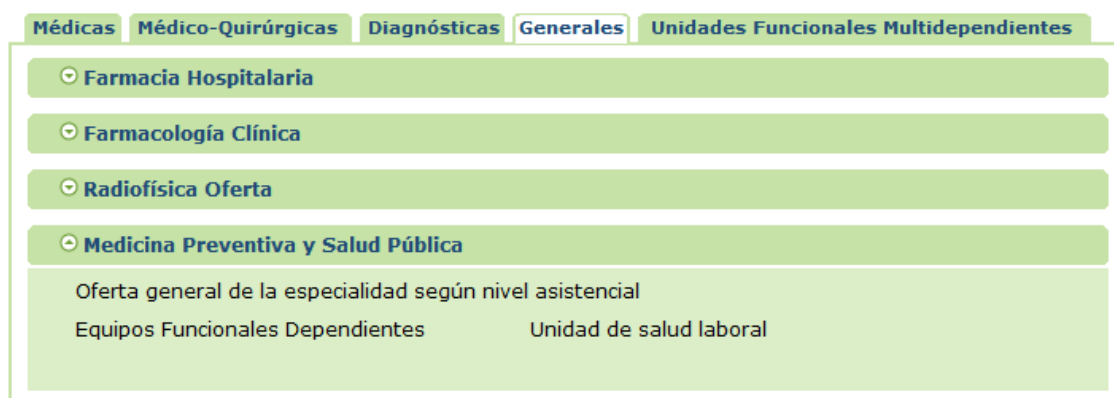 Médicas Médico-Quirúrgicas Diagnósticas Generales Unidades Funcionales Multidependientes
Farmacia Hospitalaria
Farmacología Clínica
Radiofísica Oferta
Medicina Preventiva y Salud Pública
Oferta general de la especialidad según nivel asistencial
Equipos Funcionales Dependientes Unidad de salud laboral